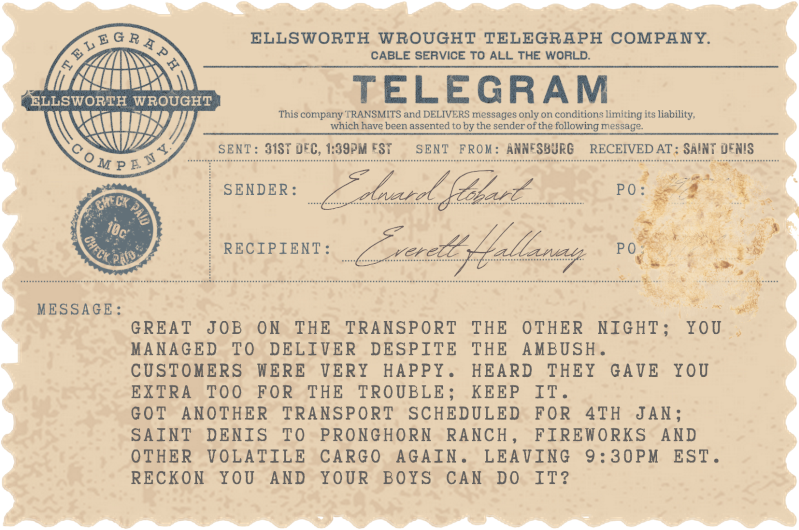 TELEGRAPH
ELLSWORTH WROUGHT
COMPANY
ELLSWORTH WROUGHT TELEGRAPH COMPANY.
CABLE SERVICE TO ALL THE WORLD.
TELEGRAM
This company TRANSMITS and DELIVERS messages only on conditions limiting its liability,
which have been assented to by the sender of the following message.
SENT: 31ST DEC, 1:39PM EST SENT FROM: ANNESBURG RECEIVED AT: SAINT DENIS
CHECK PAID
10c
CHECK PAID
SENDER: Edward Stobart PO:
RECIPIENT: Everett Hallaway PO
MESSAGE:
GREAT JOB ON THE TRANSPORT THE OTHER NIGHT; YOU
MANAGED TO DELIVER DESPITE THE AMBUSH.
CUSTOMERS WERE VERY HAPPY. HEARD THEY GAVE YOU
EXTRA TOO FOR THE TROUBLE; KEEP IT.
GOT ANOTHER TRANSPORT SCHEDULED FOR 4TH JAN;
SAINT DENIS TO PRONGHORN RANCH, FIREWORKS AND
OTHER VOLATILE CARGO AGAIN. LEAVING 9:30PM EST.
RECKON YOU AND YOUR BOYS CAN DO IT?